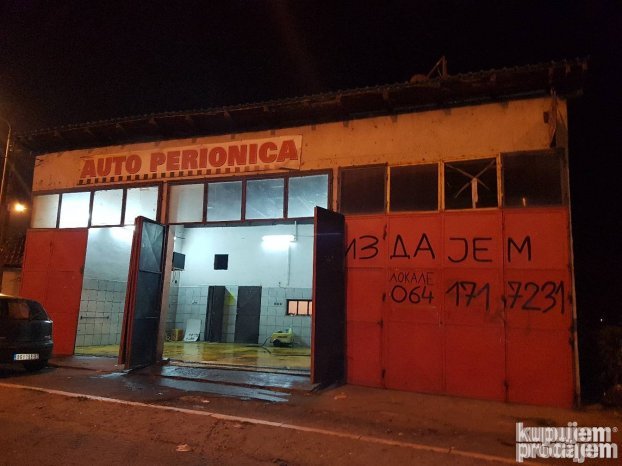 AUTO PERIONICA
ИЗДАЈЕМ
ЛОКАЛЕ
064 171 7231
kupujem
prodajem